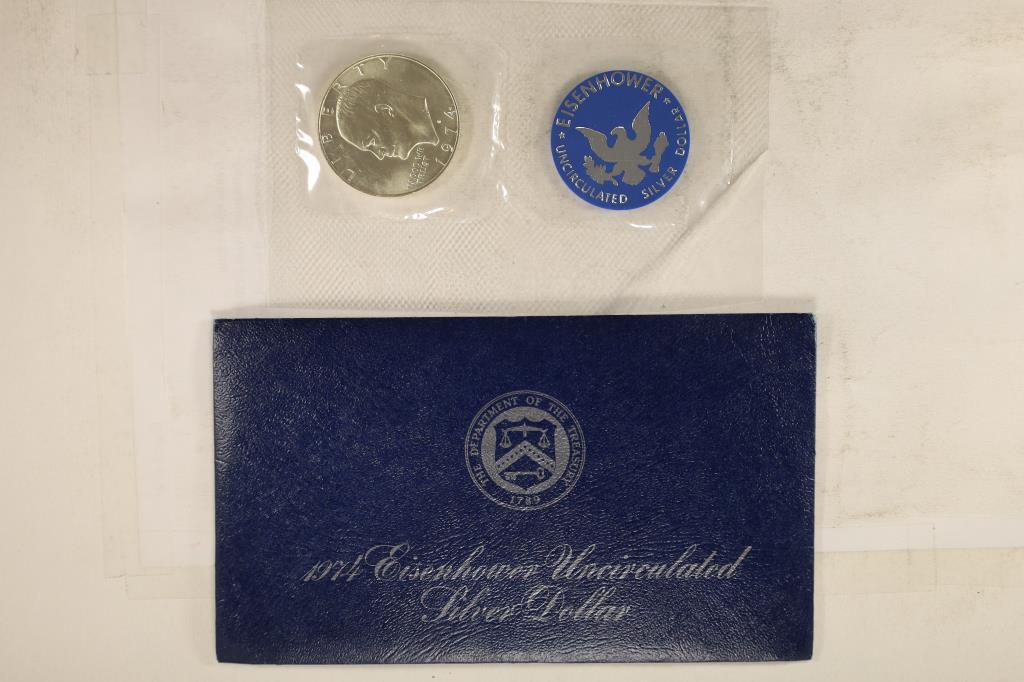 LIBERTY
IN GOD WE TRUST
1974
★ EISENHOWER ★
UNCIRCULATED SILVER DOLLAR
THE DEPARTMENT OF THE TREASURY
1789
1974 Eisenhower Uncirculated
Silver Dollar